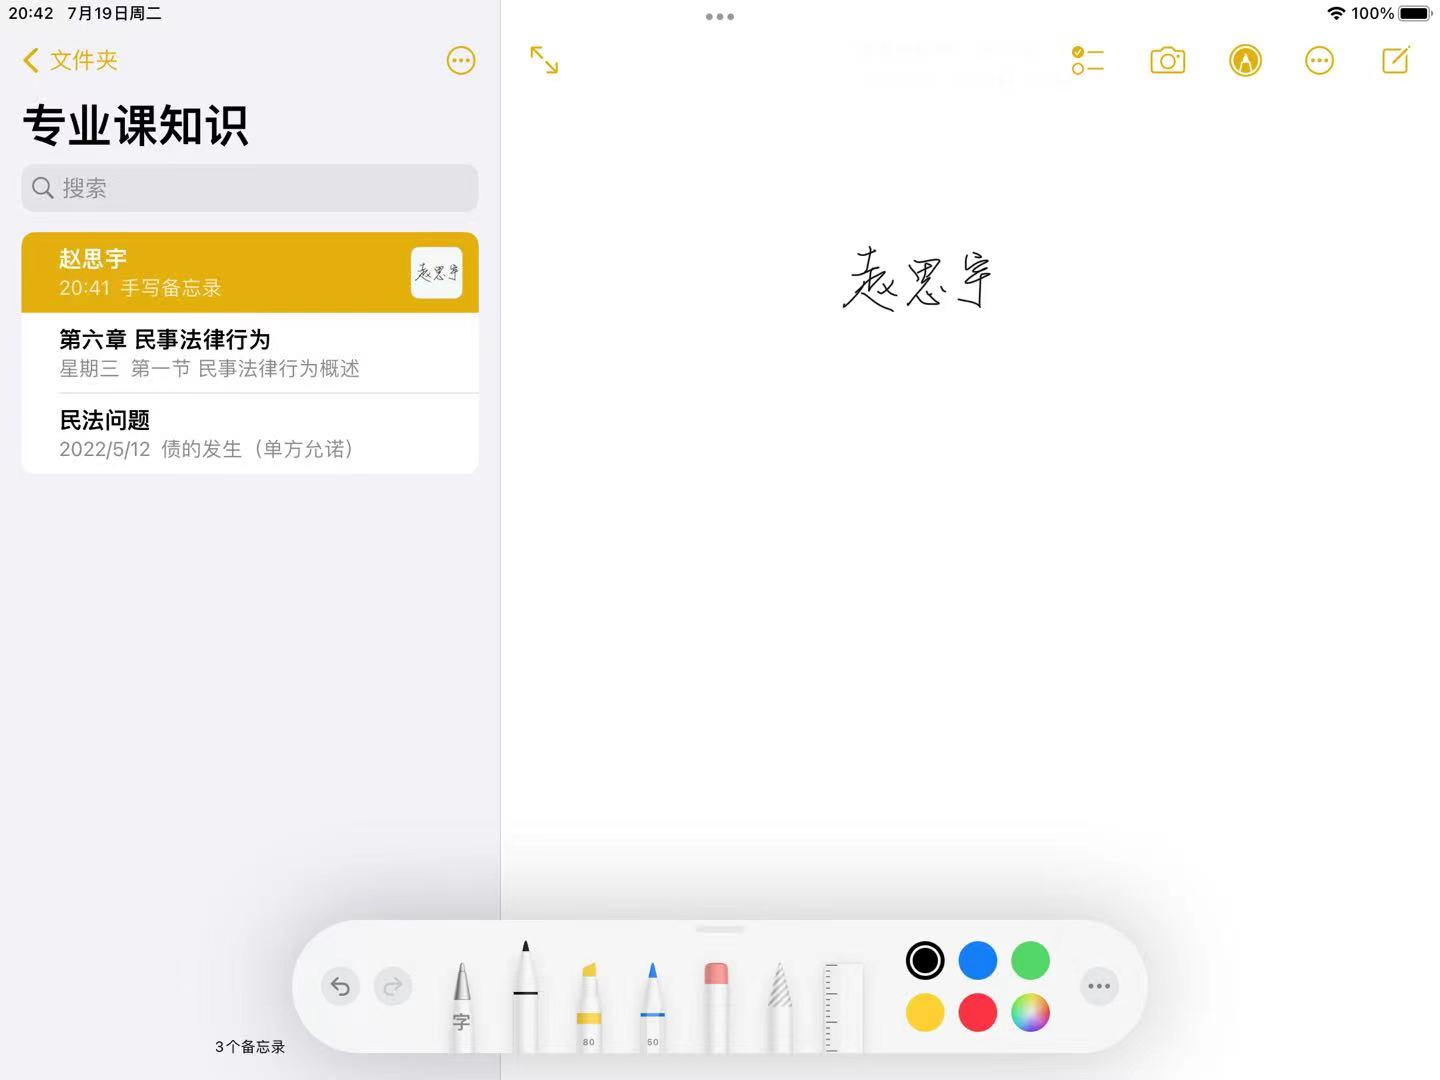 20:42 7月19日周二
100%
文件夹
专业课知识
搜索
赵思宇
20:41 手写备忘录
赵思宇
第六章 民事法律行为
星期三 第一节 民事法律行为概述
民法问题
2022/5/12 债的发生（单方允诺）
3个备忘录
赵思宇
字
80
50